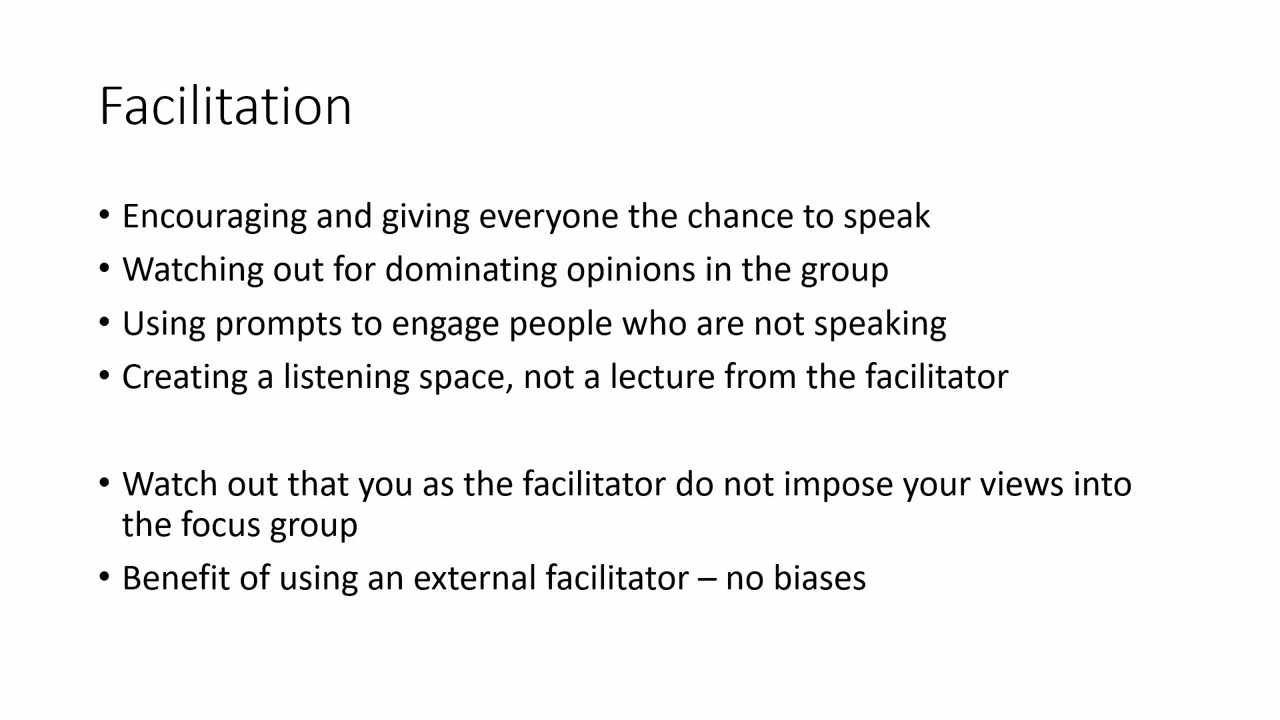 Facilitation
• Encouraging and giving everyone the chance to speak
• Watching out for dominating opinions in the group
• Using prompts to engage people who are not speaking
• Creating a listening space, not a lecture from the facilitator
• Watch out that you as the facilitator do not impose your views into
the focus group
• Benefit of using an external facilitator – no biases